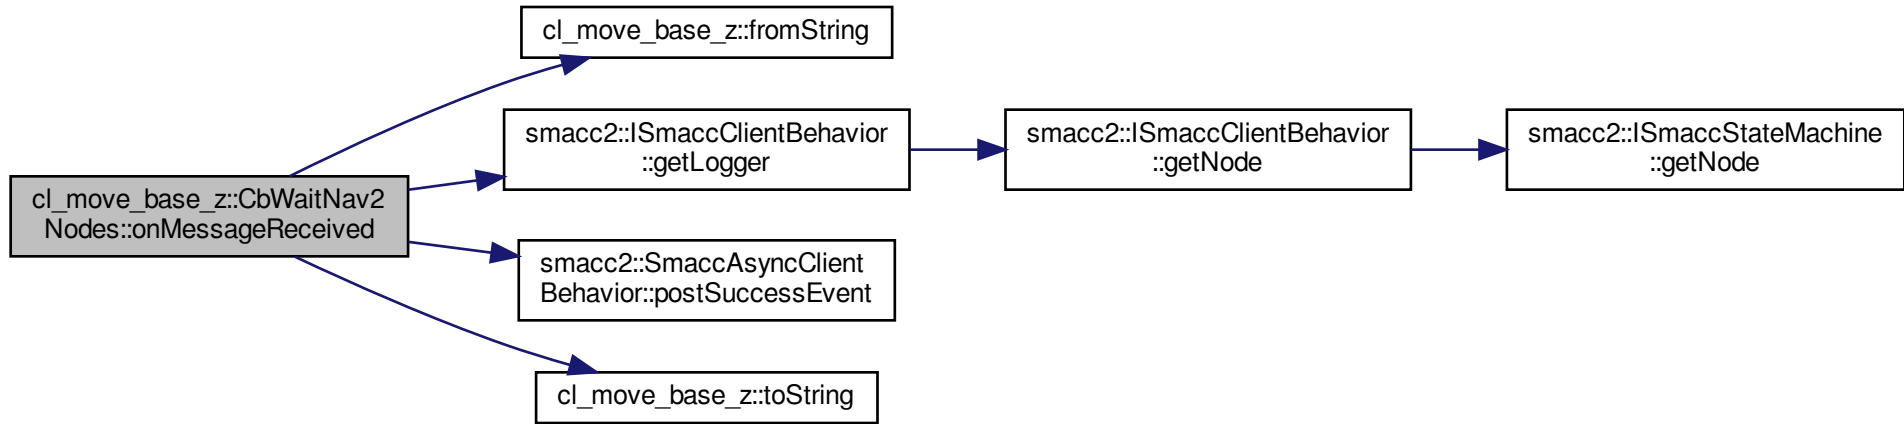 cl_move_base_z::fromString
smacc2::ISmaccClientBehavior
::getLogger
smacc2::ISmaccClientBehavior
::getNode
smacc2::ISmaccStateMachine
::getNode
cl_move_base_z::CbWaitNav2
Nodes::onMessageReceived
smacc2::SmaccAsyncClient
Behavior::postSuccessEvent
cl_move_base_z::toString